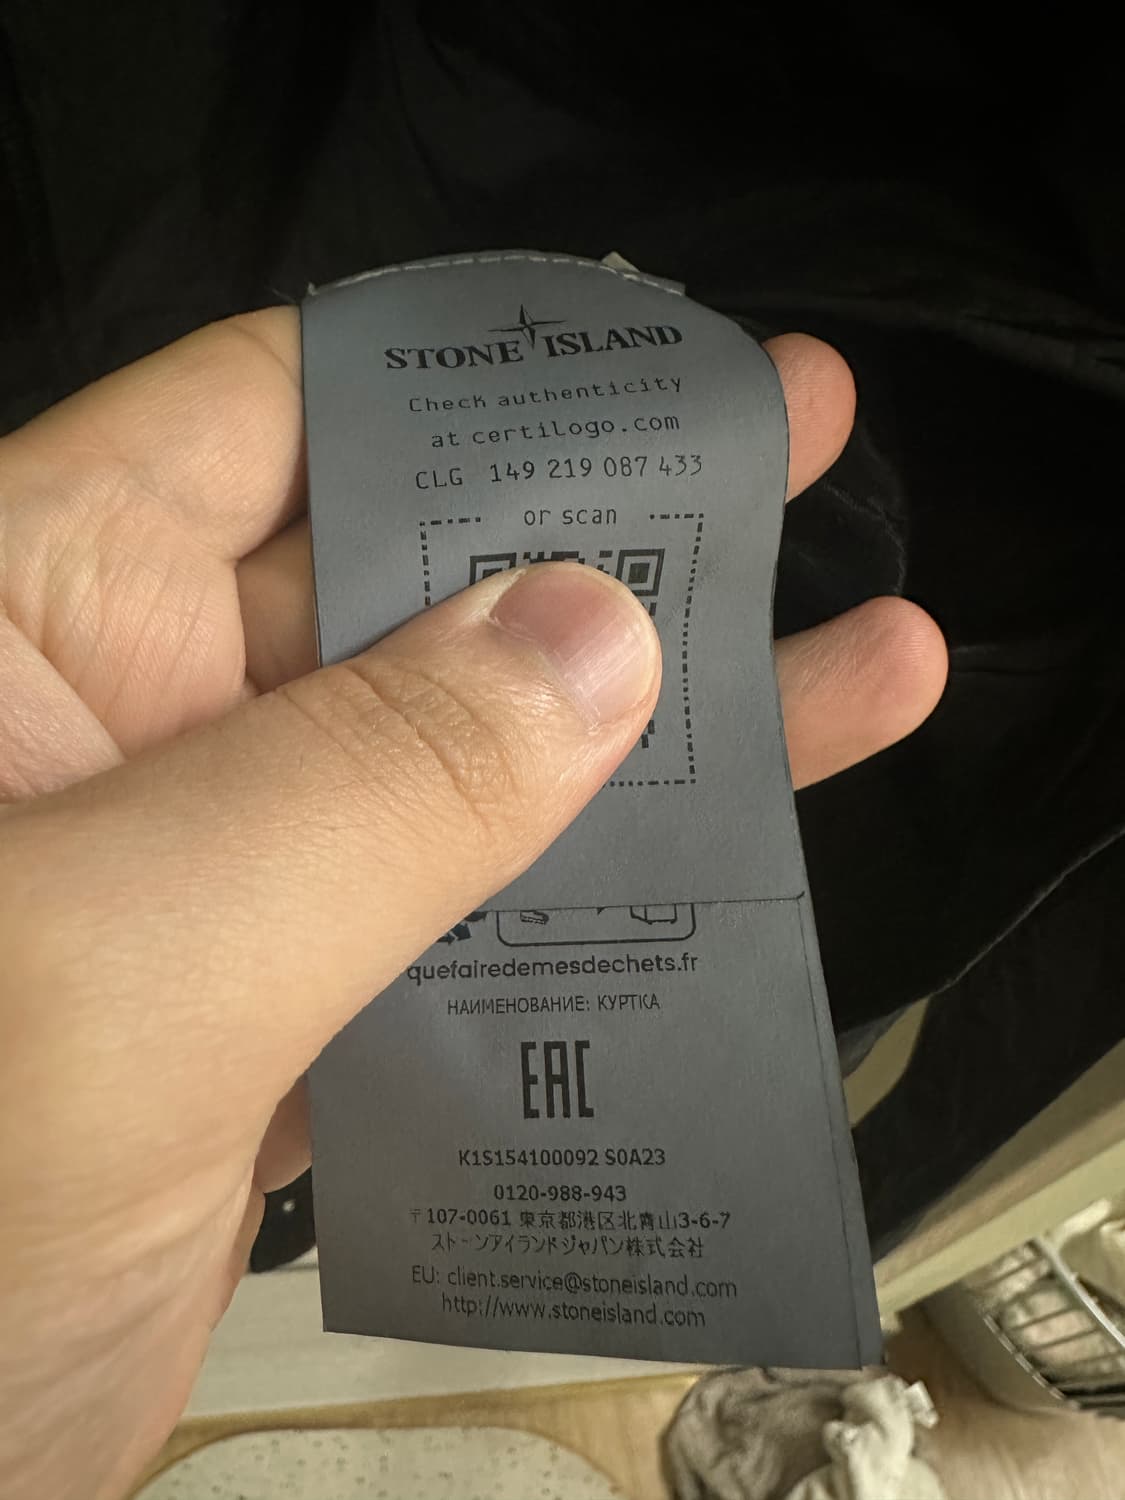 STONE ISLAND
Check authenticity
at certilogo.com
CLG 149 219 087 433
or scan
quefairedemesdechets.fr
НАИМЕНОВАНИЕ: КУРТКА
EAC
K1S154100092 S0A23
0120-988-943
〒107-0061 東京都港区北青山3-6-7
ストーンアイランドジャパン株式会社
EU: client.service@stoneisland.com
http://www.stoneisland.com